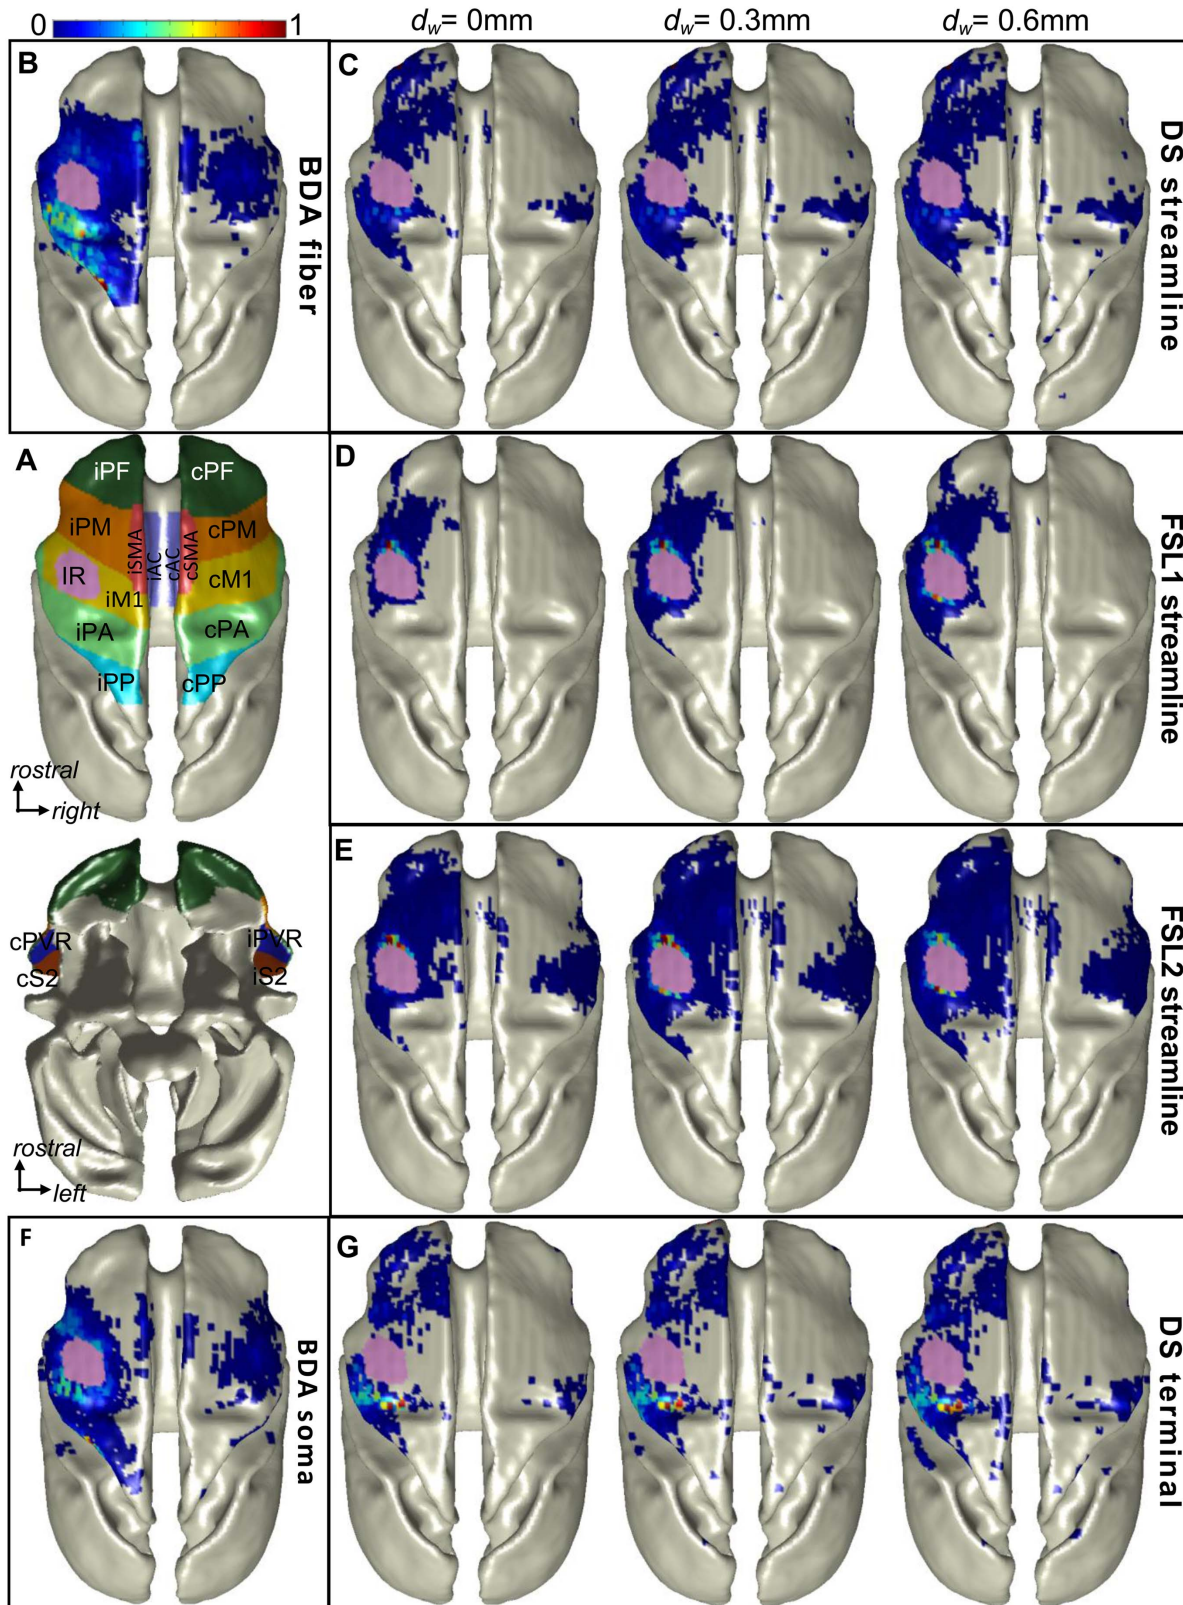 0 1
d_w= 0mm
d_w= 0.3mm
d_w= 0.6mm
B
BDA fiber
C
DS streamline
A
iPF
cPF
iPM
cPM
iSMA
iAC
cAC
cSMA
IR
iM1
cM1
iPA
cPA
iPP
cPP
rostral
right
D
FSL1 streamline
cPVR
iPVR
cS2
iS2
rostral
left
E
FSL2 streamline
F
BDA soma
G
DS terminal